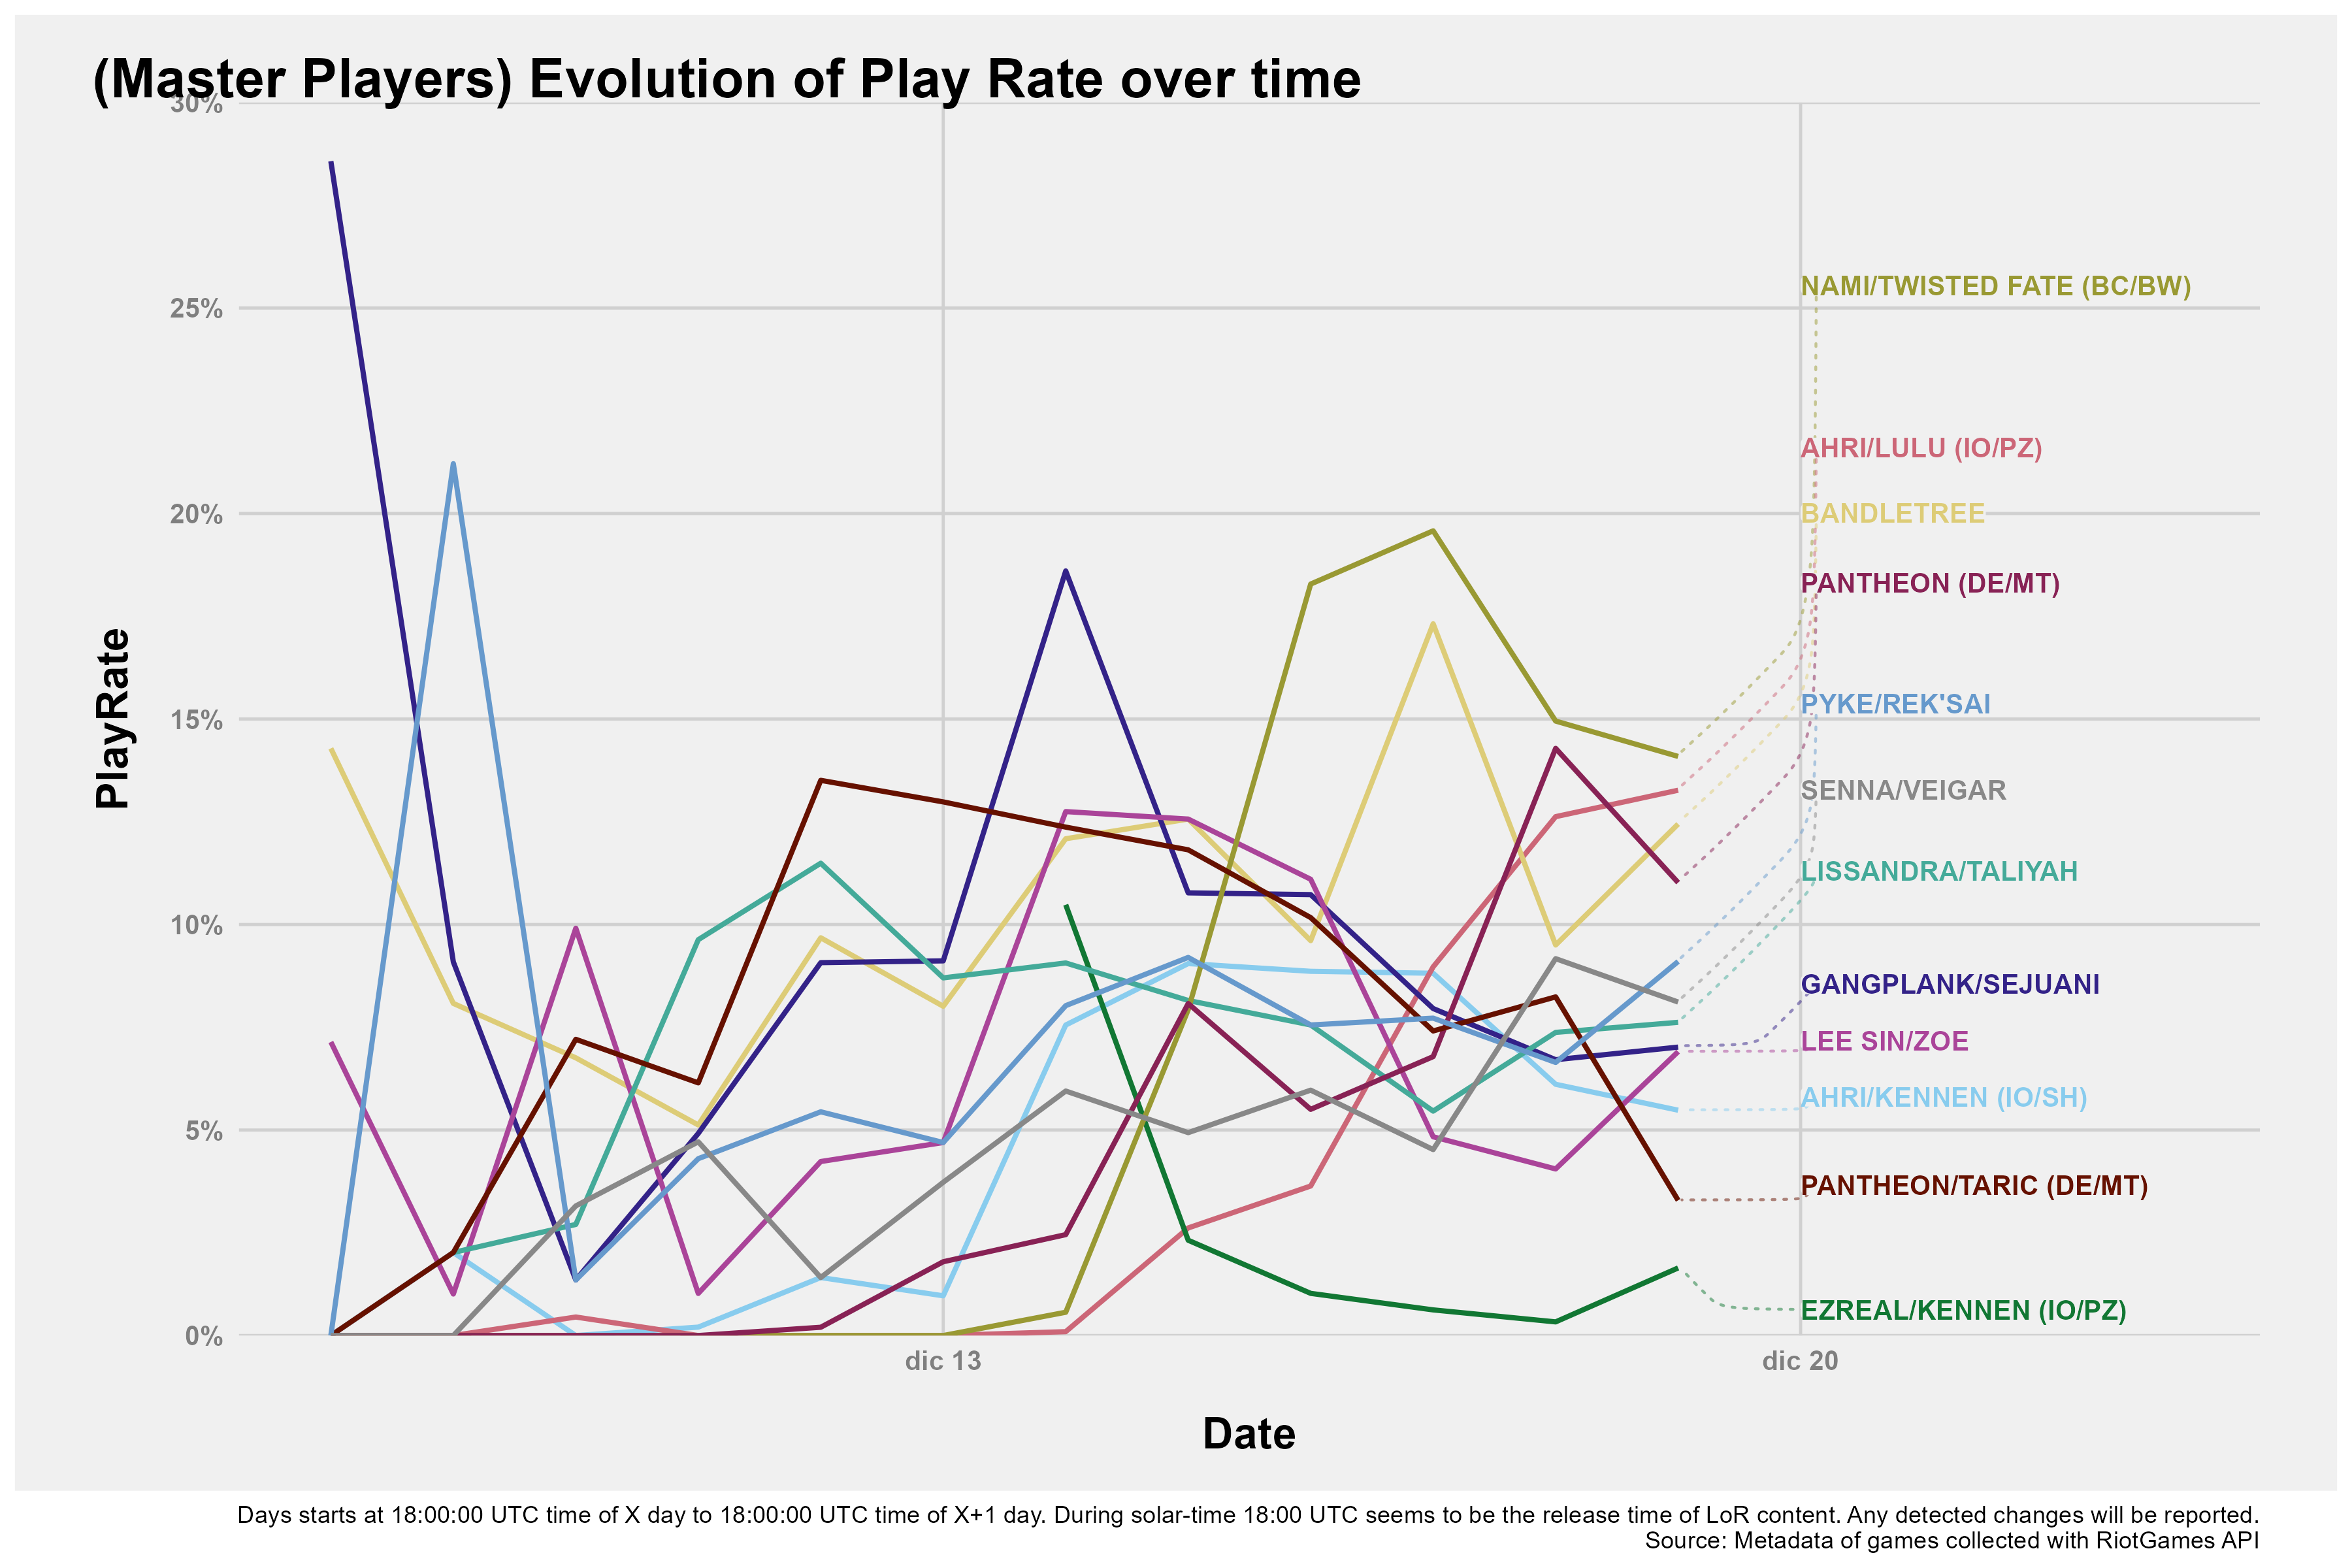 (Master Players) Evolution of Play Rate over time
30%
25%
20%
15%
10%
5%
0%
PlayRate
NAMI/TWISTED FATE (BC/BW)
AHRI/LULU (IO/PZ)
BANDLETREE
PANTHEON (DE/MT)
PYKE/REK'SAI
SENNA/VEIGAR
LISSANDRA/TALIYAH
GANGPLANK/SEJUANI
LEE SIN/ZOE
AHRI/KENNEN (IO/SH)
PANTHEON/TARIC (DE/MT)
EZREAL/KENNEN (IO/PZ)
dic 13
dic 20
Date
Days starts at 18:00:00 UTC time of X day to 18:00:00 UTC time of X+1 day. During solar-time 18:00 UTC seems to be the release time of LoR content. Any detected changes will be reported.
Source: Metadata of games collected with RiotGames API